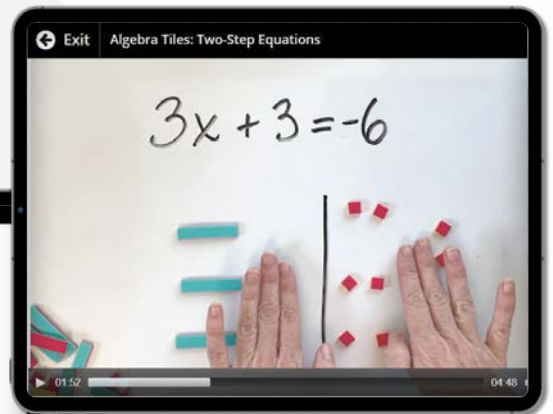 Exit Algebra Tiles: Two-Step Equations
3x + 3 = -6
01:52 04:48